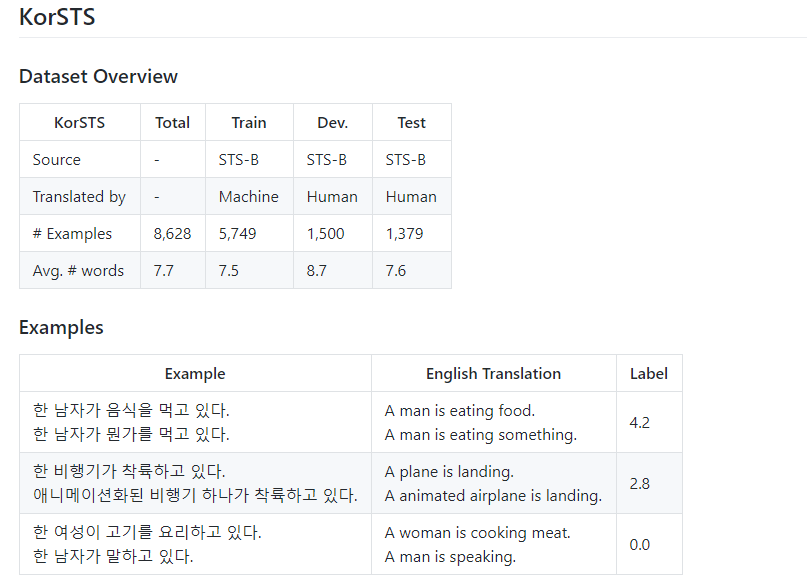 KorSTS
Dataset Overview
KorSTS Total Train Dev. Test
Source - STS-B STS-B STS-B
Translated by - Machine Human Human
# Examples 8,628 5,749 1,500 1,379
Avg. # words 7.7 7.5 8.7 7.6
Examples
Example English Translation Label
한 남자가 음식을 먹고 있다.
한 남자가 뭔가를 먹고 있다.
A man is eating food.
A man is eating something.
4.2
한 비행기가 착륙하고 있다.
애니메이션화된 비행기 하나가 착륙하고 있다.
A plane is landing.
A animated airplane is landing.
2.8
한 여성이 고기를 요리하고 있다.
한 남자가 말하고 있다.
A woman is cooking meat.
A man is speaking.
0.0